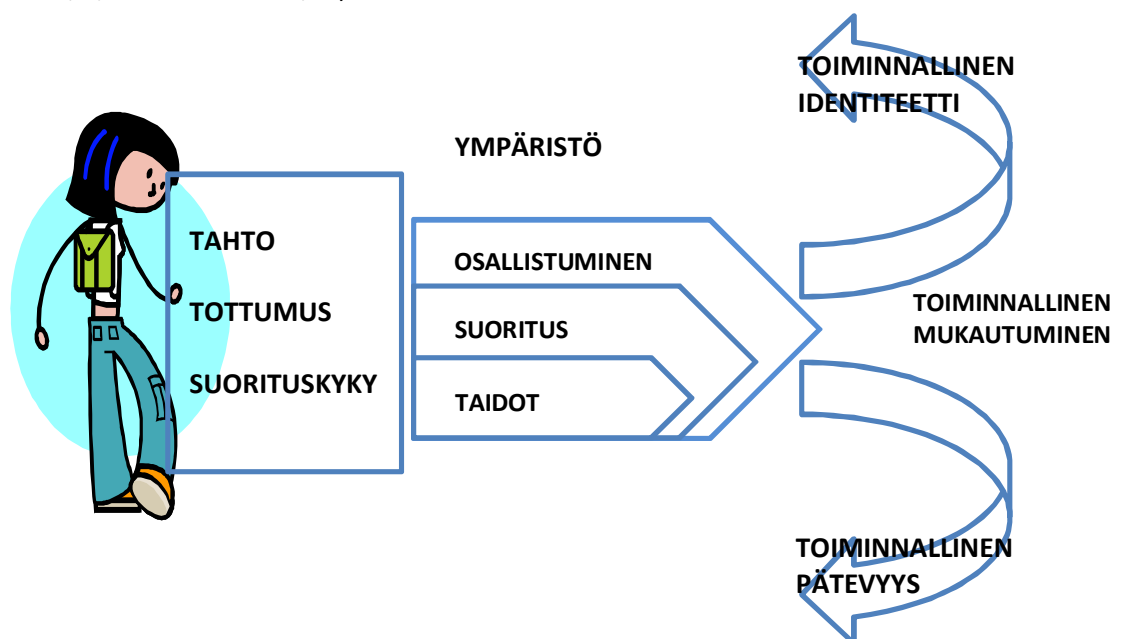 TAHTO
TOTTUMUS
SUORITUSKYKY
YMPÄRISTÖ
OSALLISTUMINEN
SUORITUS
TAIDOT
TOIMINNALLINEN
IDENTITEETTI
TOIMINNALLINEN
MUKAUTUMINEN
TOIMINNALLINEN
PÄTEVYYS